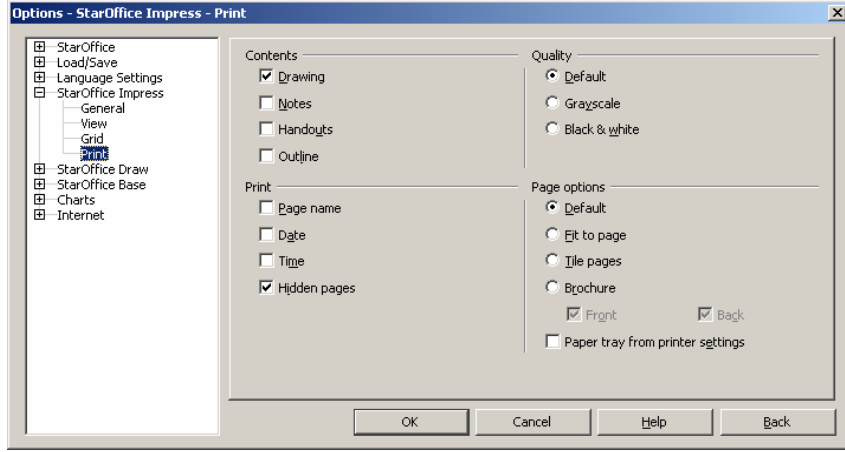 Options - StarOffice Impress - Print
StarOffice
Load/Save
Language Settings
StarOffice Impress
General
View
Grid
Print
StarOffice Draw
StarOffice Base
Charts
Internet
Contents
Drawing
Notes
Handouts
Outline
Print
Page name
Date
Time
Hidden pages
Quality
Default
Grayscale
Black & white
Page options
Default
Fit to page
Tile pages
Brochure
Front Back
Paper tray from printer settings
OK Cancel Help Back